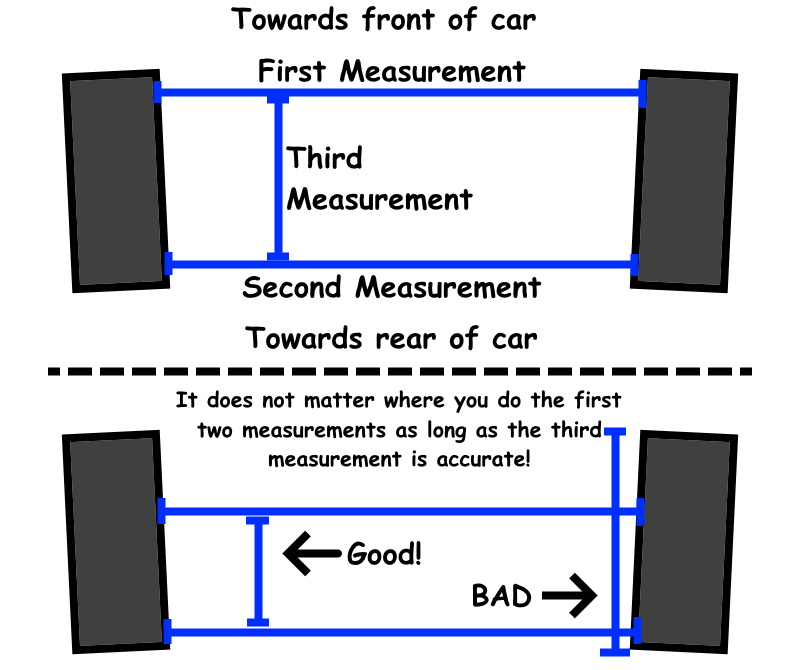 Towards front of car
First Measurement
Third
Measurement
Second Measurement
Towards rear of car
It does not matter where you do the first
two measurements as long as the third
measurement is accurate!
Good!
BAD